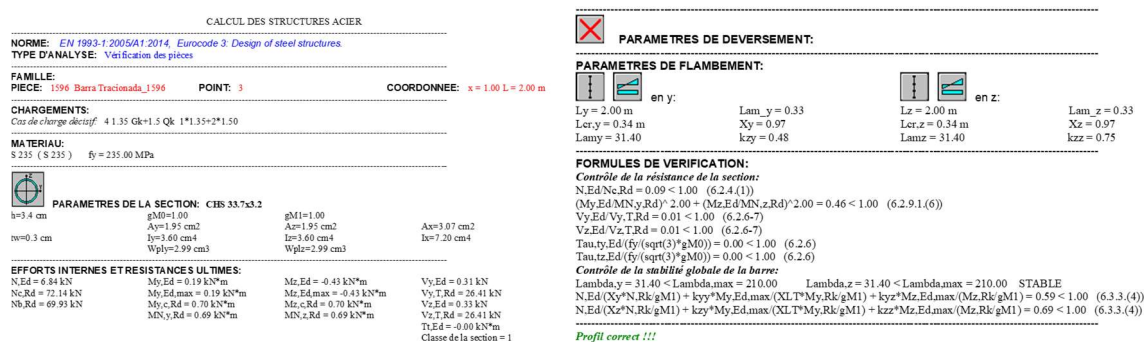 CALCUL DES STRUCTURES ACIER
NORME: EN 1993-1:2005/A1:2014, Eurocode 3: Design of steel structures.
TYPE D'ANALYSE: Vérification des pièces
FAMILLE:
PIECE: 1596 Barra Tracionada_1596 POINT: 3 COORDONNEE: x = 1.00 L = 2.00 m
CHARGEMENTS:
Cas de charge décisif: 4 1.35 Gk+1.5 Qk 1*1.35+2*1.50
MATERIAU:
S 235 ( S 235 ) fy = 235.00 MPa
PARAMETRES DE LA SECTION: CHS 33.7x3.2
h=3.4 cm gM0=1.00 gM1=1.00
Ay=1.95 cm2 Az=1.95 cm2 Ax=3.07 cm2
tw=0.3 cm Iy=3.60 cm4 Iz=3.60 cm4 Ix=7.20 cm4
Wply=2.99 cm3 Wplz=2.99 cm3
EFFORTS INTERNES ET RESISTANCES ULTIMES:
N,Ed = 6.84 kN My,Ed = 0.19 kN*m Mz,Ed = -0.43 kN*m Vy,Ed = 0.31 kN
Nc,Rd = 72.14 kN My,Ed,max = 0.19 kN*m Mz,Ed,max = -0.43 kN*m Vy,T,Rd = 26.41 kN
Nb,Rd = 69.93 kN My,c,Rd = 0.70 kN*m Mz,c,Rd = 0.70 kN*m Vz,Ed = 0.33 kN
MN,y,Rd = 0.69 kN*m MN,z,Rd = 0.69 kN*m Vz,T,Rd = 26.41 kN
Tt,Ed = -0.00 kN*m
Classe de la section = 1
PARAMETRES DE DEVERSEMENT:
PARAMETRES DE FLAMBEMENT:
en y: en z:
Ly = 2.00 m Lam_y = 0.33 Lz = 2.00 m Lam_z = 0.33
Lcr,y = 0.34 m Xy = 0.97 Lcr,z = 0.34 m Xz = 0.97
Lamy = 31.40 kzy = 0.48 Lamz = 31.40 kzz = 0.75
FORMULES DE VERIFICATION:
Contrôle de la résistance de la section:
N,Ed/Nc,Rd = 0.09 < 1.00 (6.2.4.(1))
(My,Ed/MN,y,Rd)^ 2.00 + (Mz,Ed/MN,z,Rd)^2.00 = 0.46 < 1.00 (6.2.9.1.(6))
Vy,Ed/Vy,T,Rd = 0.01 < 1.00 (6.2.6-7)
Vz,Ed/Vz,T,Rd = 0.01 < 1.00 (6.2.6-7)
Tau,ty,Ed/(fy/(sqrt(3)*gM0)) = 0.00 < 1.00 (6.2.6)
Tau,tz,Ed/(fy/(sqrt(3)*gM0)) = 0.00 < 1.00 (6.2.6)
Contrôle de la stabilité globale de la barre:
Lambda,y = 31.40 < Lambda,max = 210.00 Lambda,z = 31.40 < Lambda,max = 210.00 STABLE
N,Ed/(Xy*N,Rk/gM1) + kyy*My,Ed,max/(XLT*My,Rk/gM1) + kyz*Mz,Ed,max/(Mz,Rk/gM1) = 0.59 < 1.00 (6.3.3.(4))
N,Ed/(Xz*N,Rk/gM1) + kzy*My,Ed,max/(XLT*My,Rk/gM1) + kzz*Mz,Ed,max/(Mz,Rk/gM1) = 0.69 < 1.00 (6.3.3.(4))
Profil correct !!!